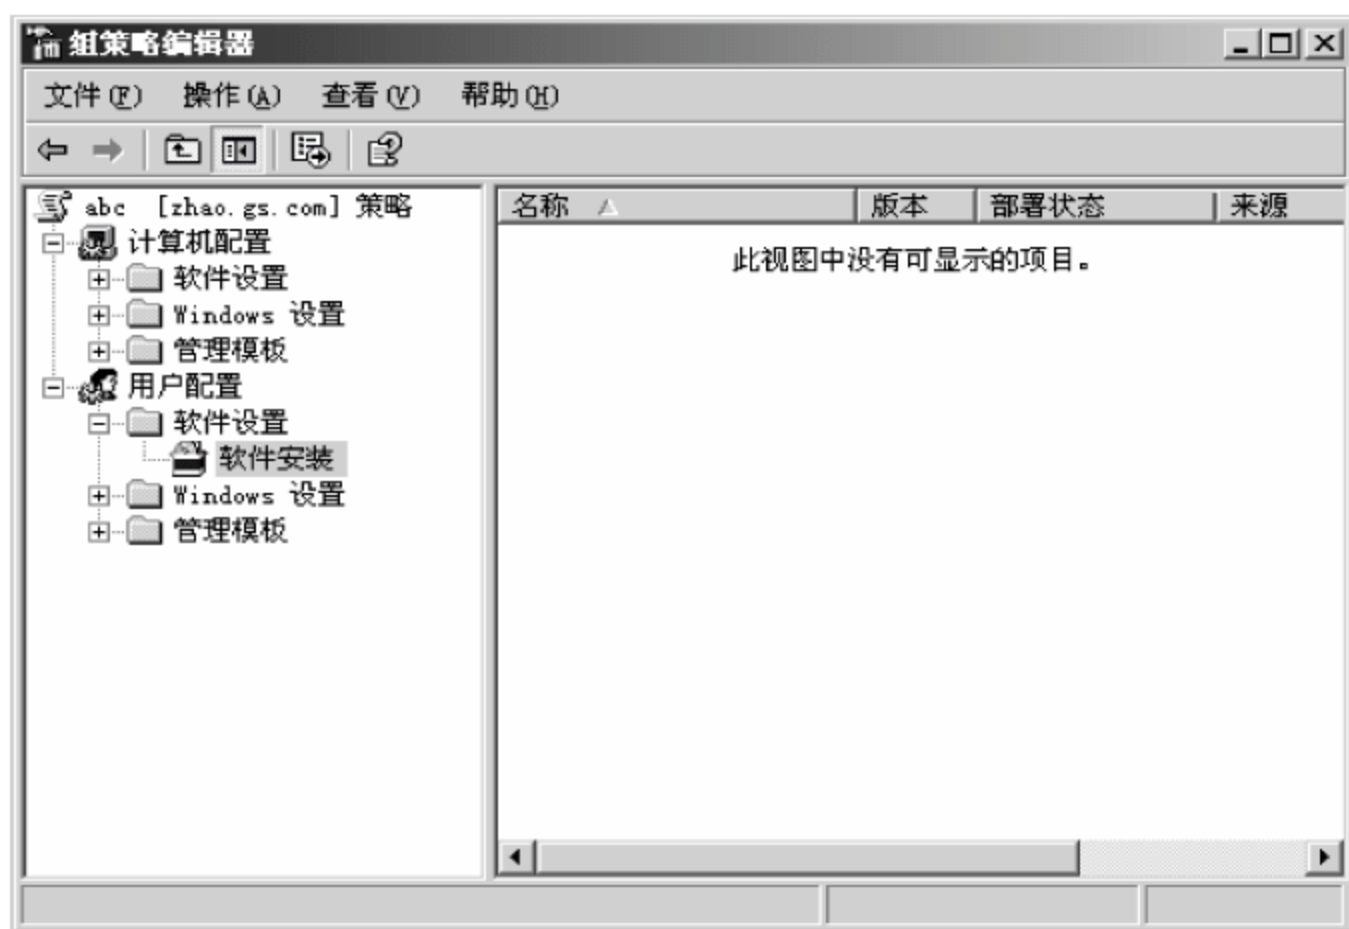 组策略编辑器
文件(F) 操作(A) 查看(V) 帮助(H)
abc [zhao.gs.com] 策略
计算机配置
软件设置
Windows 设置
管理模板
用户配置
软件设置
软件安装
Windows 设置
管理模板
名称 版本 部署状态 来源
此视图中没有可显示的项目。